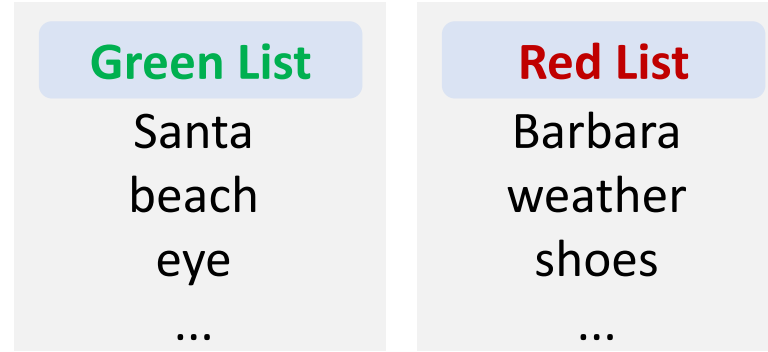 Green List
Santa
beach
eye
...
Red List
Barbara
weather
shoes
...